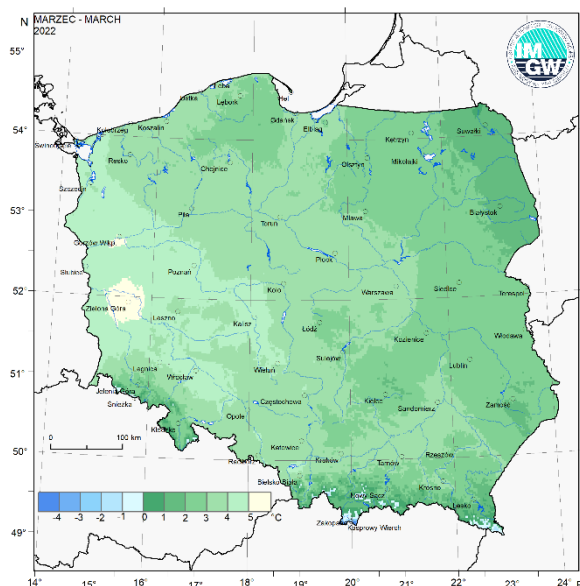 MARZEC - MARCH
2022
N
IMGW
55°
54°
53°
52°
51°
50°
49°
Ustka
Łeba
Lębork
Hel
Gdańsk
Elbląg
Kętrzyn
Suwałki
Kołobrzeg
Koszalin
Świnoujście
Resko
Chojnice
Olsztyn
Mikołajki
Szczecin
Piła
Toruń
Mława
Białystok
Gorzów Wlkp
Słubice
Poznań
Koło
Płock
Warszawa
Siedlce
Terespol
Zielona Góra
Leszno
Kalisz
Łódź
Kozienice
Włodawa
Legnica
Wrocław
Wieluń
Sulejów
Lublin
Jelenia Góra
Śnieżka
Kłodzko
Opole
Częstochowa
Kielce
Sandomierz
Zamość
0 50 100 km
Racibórz
Katowice
Kraków
Tarnów
Rzeszów
Bielsko Biała
Nowy Sącz
Krosno
Lesko
Zakopane
Kasprowy Wierch
-4 -3 -2 -1 0 1 2 3 4 5 °C
14° 15° 16° 17° 18° 19° 20° 21° 22° 23° 24° E